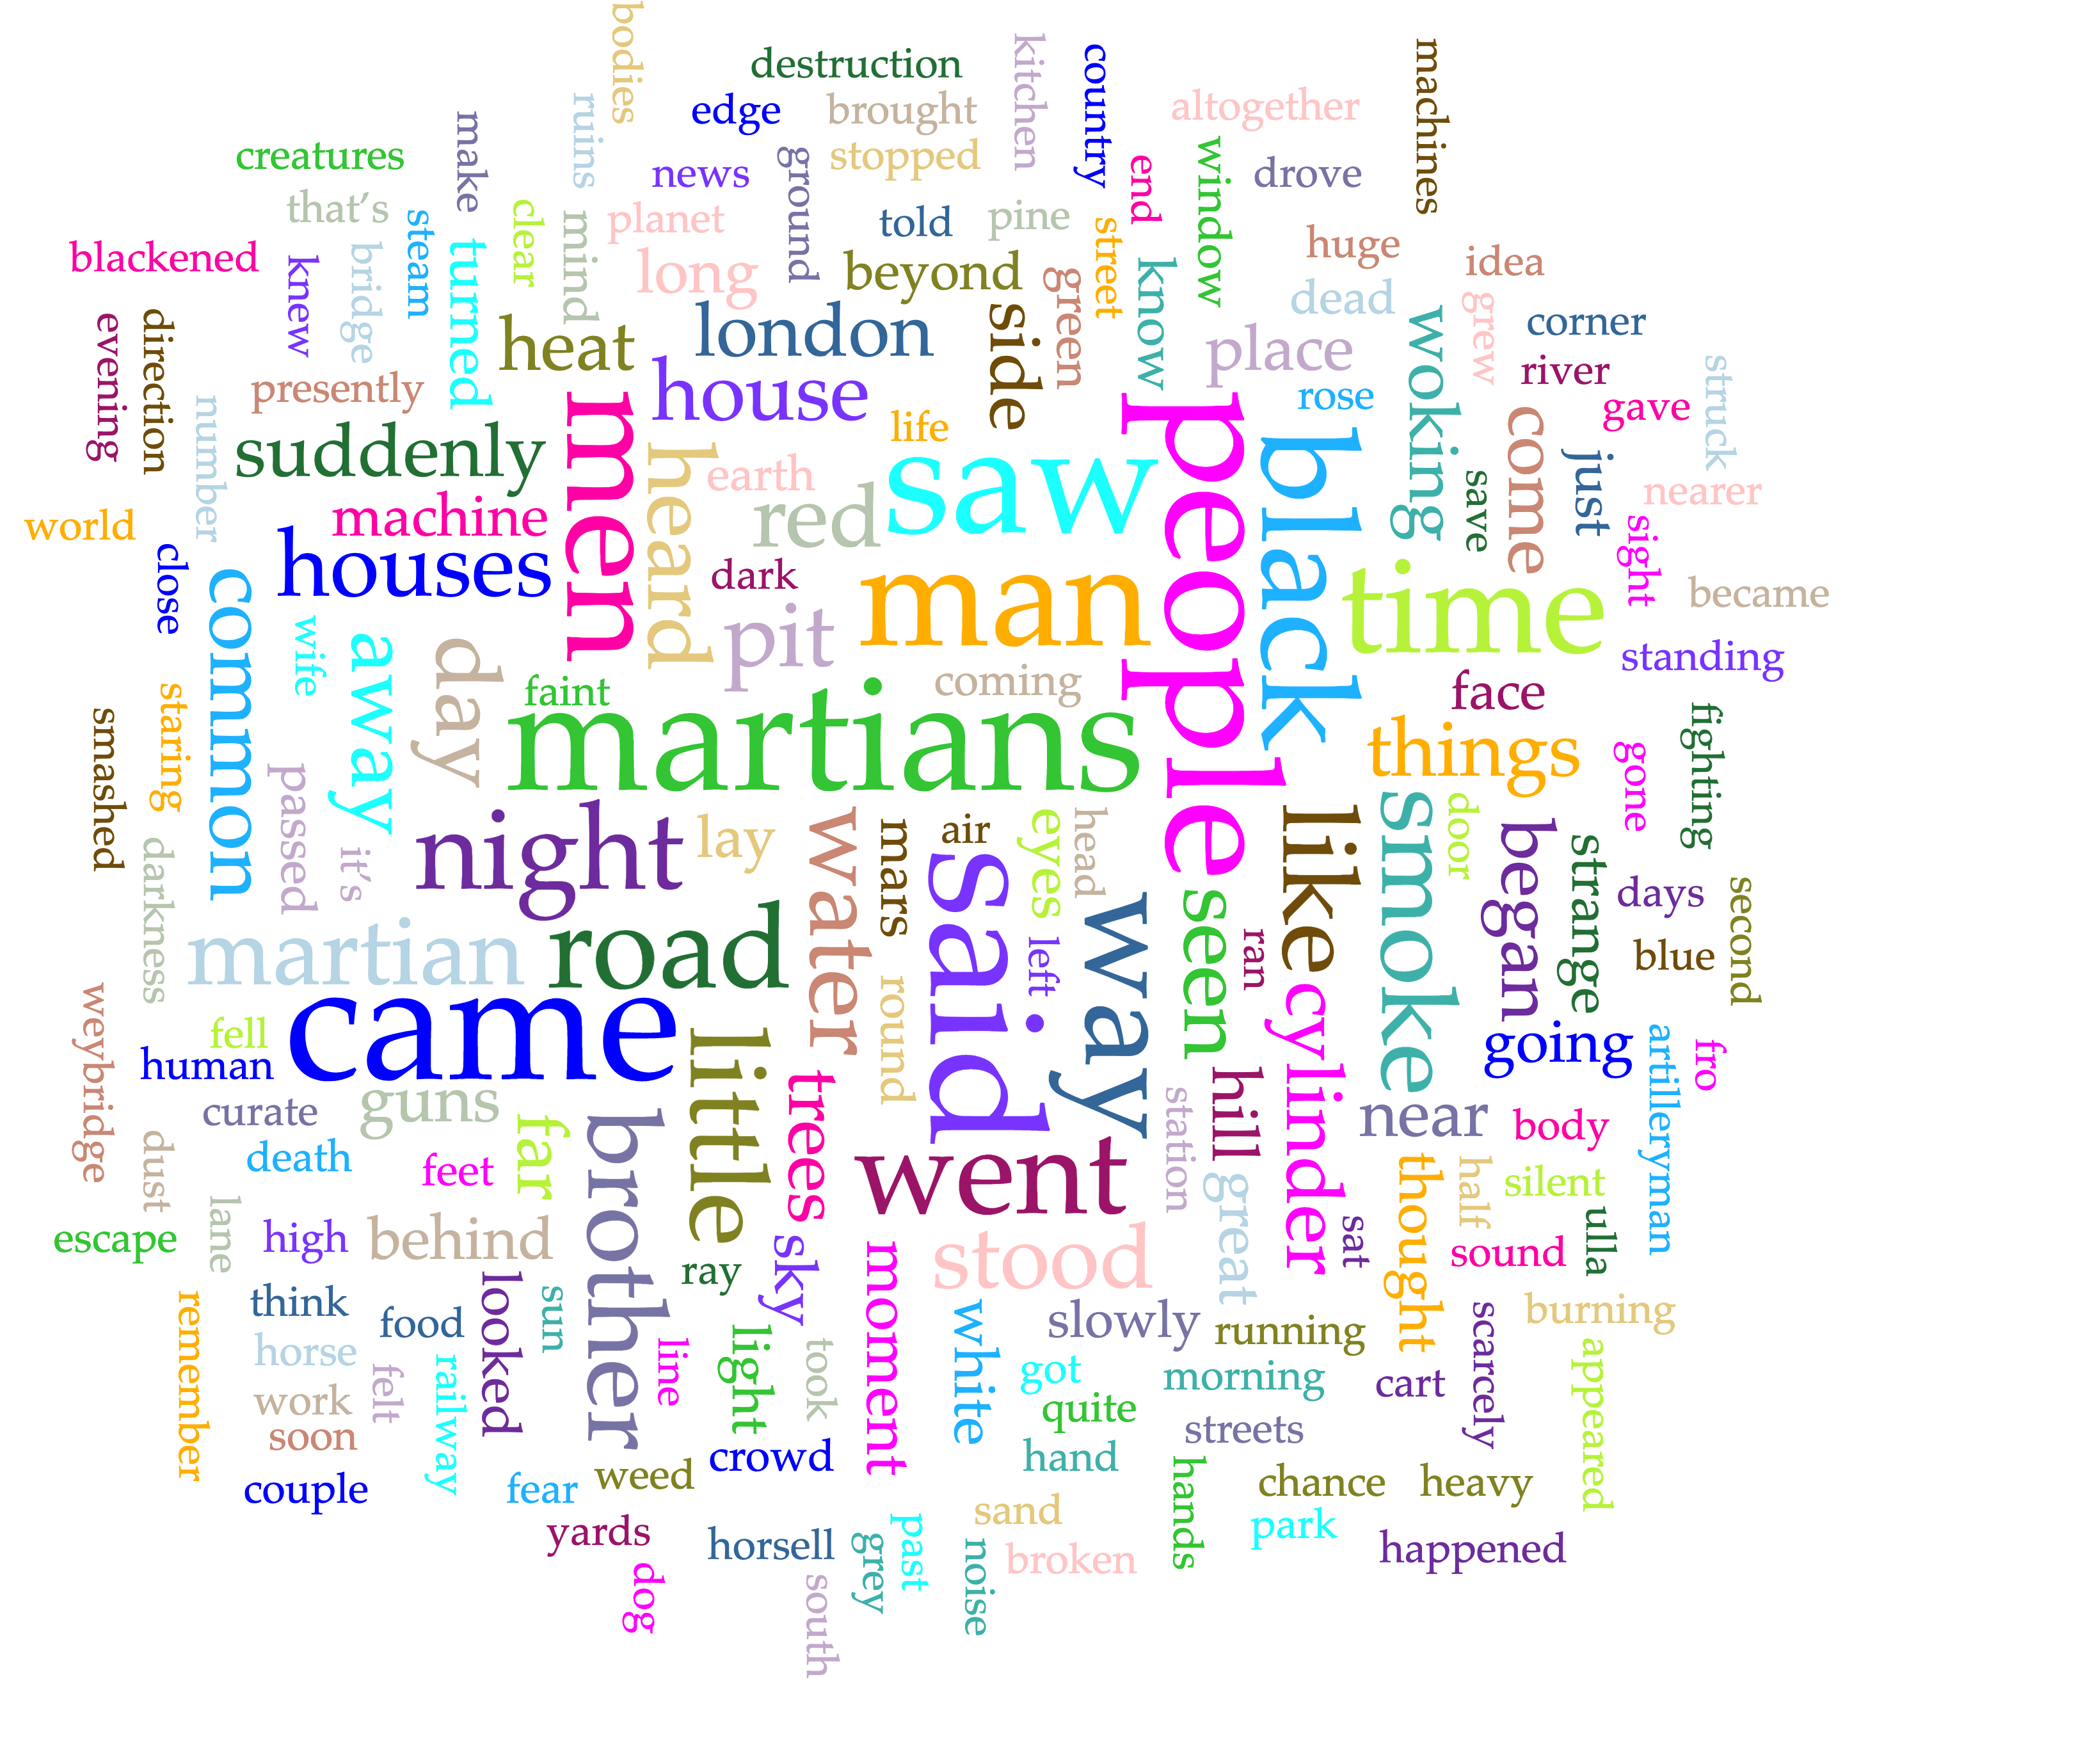 bodies
destruction
kitchen
country
machines
edge
brought
altogether
ruins
make
creatures
news
ground
stopped
end
window
drove
that's
steam
clear
mind
planet
told
pine
street
huge
blackened
knew
bridge
turned
long
beyond
green
know
dead
idea
grew
evening
direction
heat
london
side
place
woking
corner
presently
house
rose
river
struck
number
suddenly
men
heard
life
people
black
come
gave
just
world
machine
earth
red
saw
save
nearer
sight
close
houses
dark
man
time
became
common
wife
away
day
pit
coming
standing
smashed
staring
faint
martians
face
things
gone
fighting
passed
it's
night
lay
water
mars
air
eyes
head
like
smoke
door
began
strange
days
second
darkness
martian
road
said
left
way
seen
ran
blue
weybridge
fell
human
came
little
round
cylinder
going
artilleryman
fro
curate
guns
far
brother
trees
station
hill
near
body
dust
death
feet
went
great
thought
half
silent
lane
escape
high
behind
ray
sky
moment
stood
sat
sound
ulla
remember
think
food
looked
sun
line
light
took
white
slowly
running
scarcely
burning
horse
felt
railway
got
morning
cart
appeared
work
quite
soon
streets
couple
fear
weed
crowd
hand
hands
chance
heavy
yards
horsell
grey
past
sand
noise
broken
park
happened
dog
south